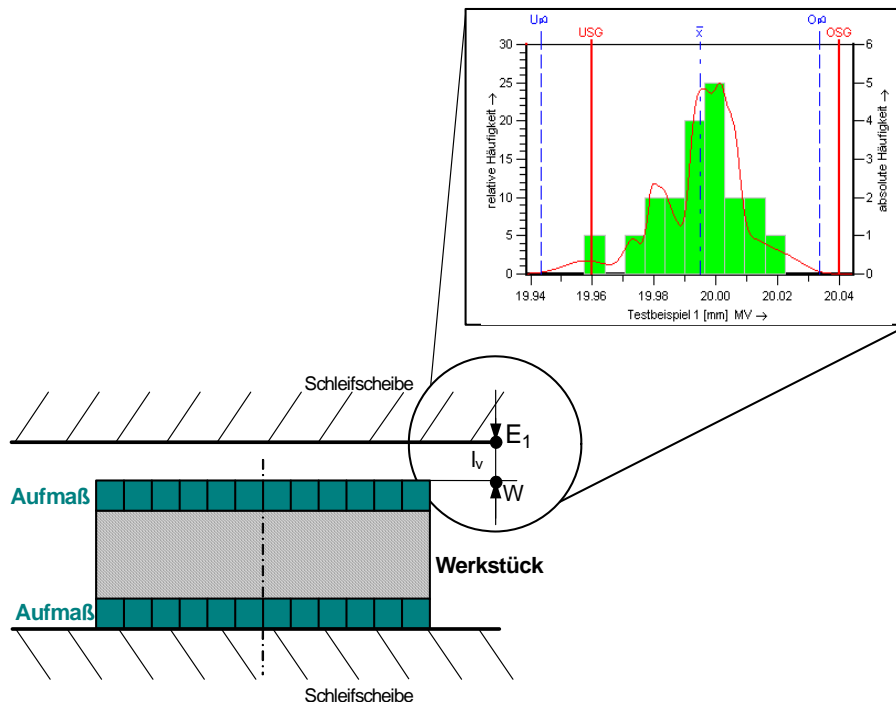 Up3 x̄ Op3
USG OSG
relative Häufigkeit →
30
25
20
15
10
5
0
6
5
4
3
2
1
0
absolute Häufigkeit →
19.94 19.96 19.98 20.00 20.02 20.04
Testbeispiel 1 [mm] MV →
Schleifscheibe
E1
lv
W
Aufmaß
Werkstück
Aufmaß
Schleifscheibe